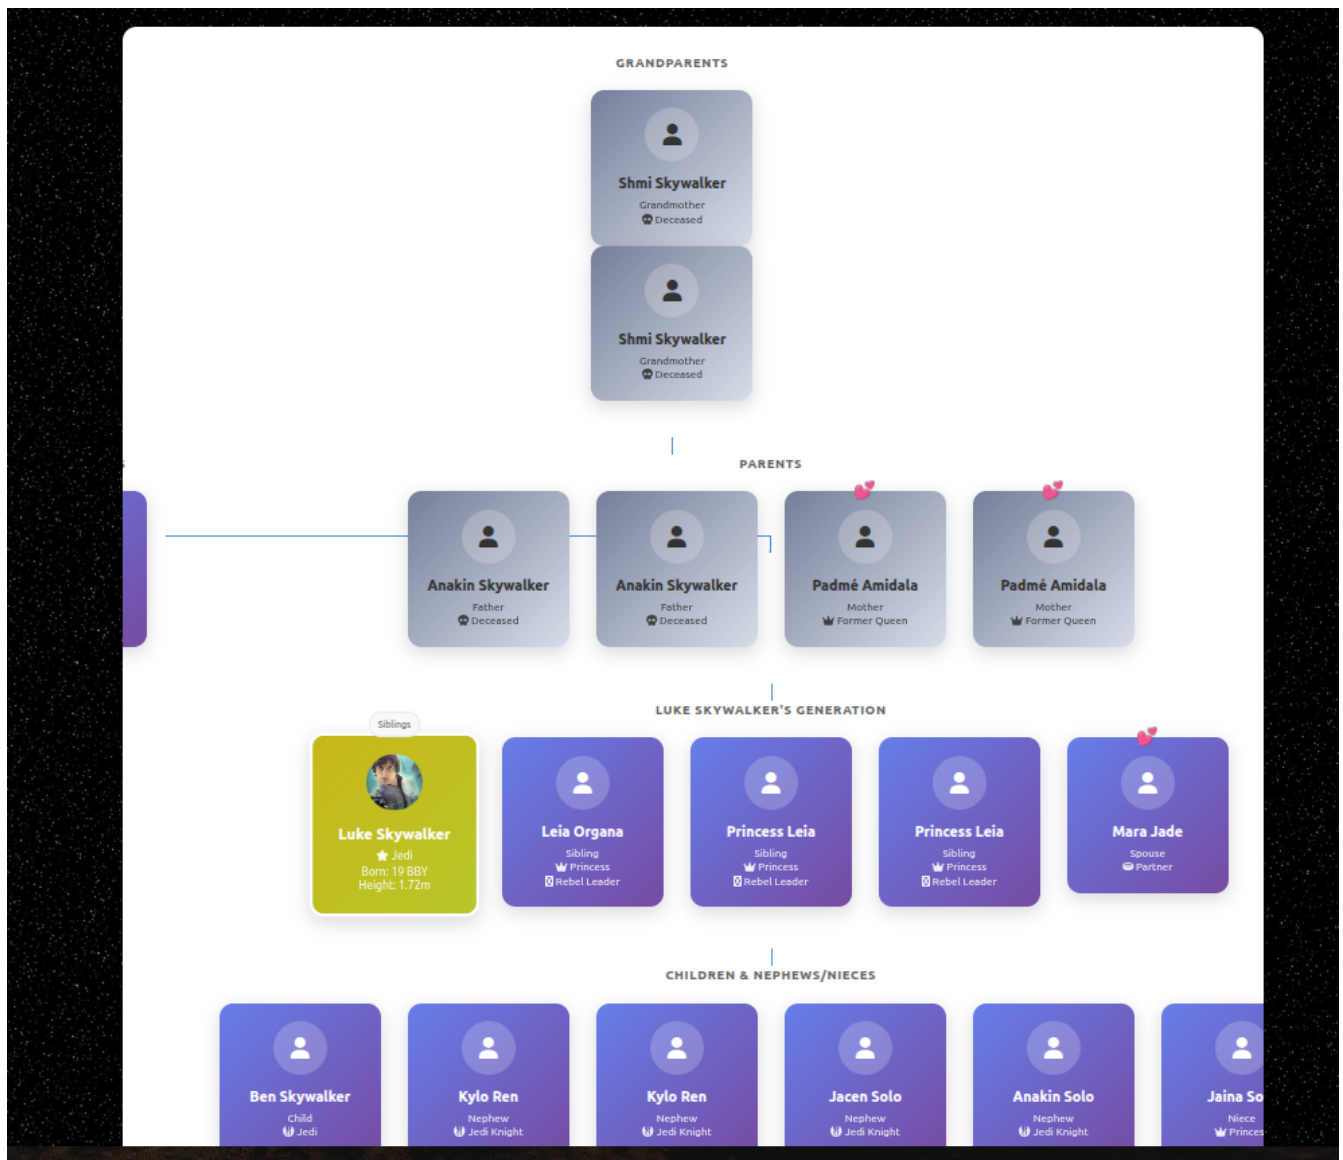 GRANDPARENTS
Shmi Skywalker
Grandmother
Deceased
Shmi Skywalker
Grandmother
Deceased
PARENTS
Anakin Skywalker
Father
Deceased
Anakin Skywalker
Father
Deceased
Padmé Amidala
Mother
Former Queen
Padmé Amidala
Mother
Former Queen
LUKE SKYWALKER'S GENERATION
Siblings
Luke Skywalker
Jedi
Born: 19 BBY
Height: 1.72m
Leia Organa
Sibling
Princess
Rebel Leader
Princess Leia
Sibling
Princess
Rebel Leader
Princess Leia
Sibling
Princess
Rebel Leader
Mara Jade
Spouse
Partner
CHILDREN & NEPHEWS/NIECES
Ben Skywalker
Child
Jedi
Kylo Ren
Nephew
Jedi Knight
Kylo Ren
Nephew
Jedi Knight
Jacen Solo
Nephew
Jedi Knight
Anakin Solo
Nephew
Jedi Knight
Jaina So
Niece
Princes